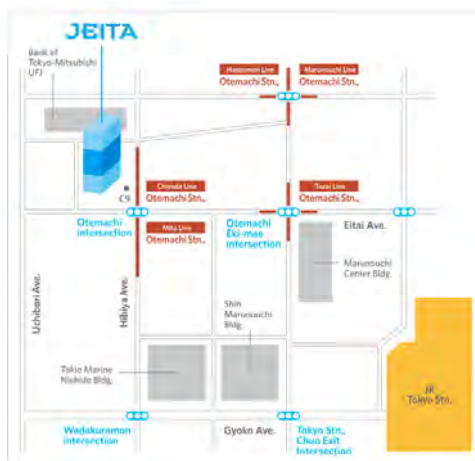 JEITA
Bank of
Tokyo-Mitsubishi
UFJ
Hanzomon Line
Otemachi Stn.,
Marunouchi Line
Otemachi Stn.,
C9
Chiyoda Line
Otemachi Stn.,
Tozai Line
Otemachi Stn.,
Otemachi
intersection
Mita Line
Otemachi Stn.,
Otemachi
Eki-mae
intersection
Eitai Ave.
Marunouchi
Center Bldg.
Uchibori Ave.
Hibiya Ave.
Shin
Marunouchi
Bldg.
Tokio Marine
Nichido Bldg.
JR
Tokyo Stn.
Wadakuramon
intersection
Gyoko Ave.
Tokyo Stn.,
Chuo Exit
Intersection